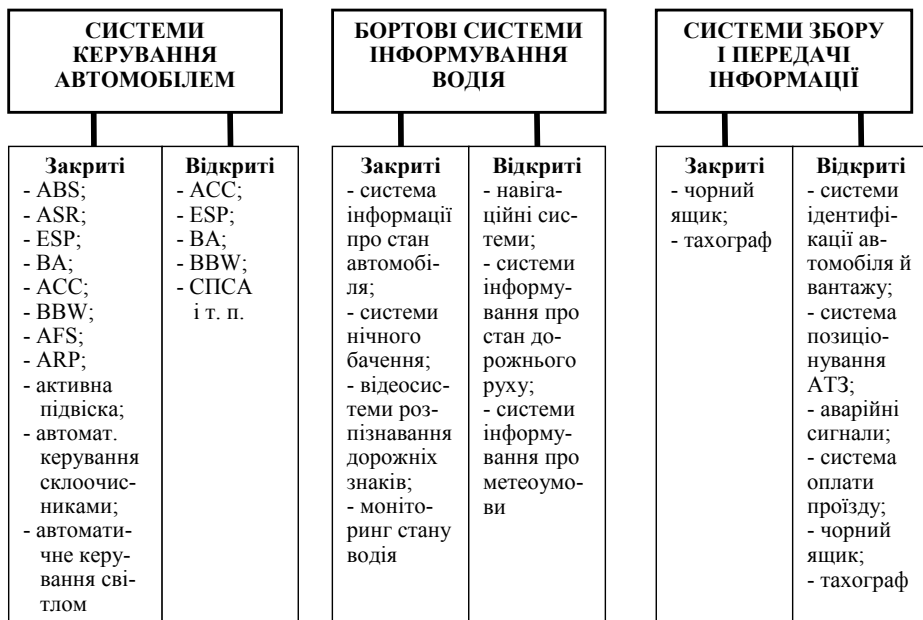 СИСТЕМИ
КЕРУВАННЯ
АВТОМОБІЛЕМ
Закриті
- ABS;
- ASR;
- ESP;
- BA;
- ACC;
- BBW;
- AFS;
- ARP;
- активна
підвіска;
- автомат.
керування
склоочис-
никами;
- автомати-
чне керу-
вання сві-
тлом
Відкриті
- ACC;
- ESP;
- BA;
- BBW;
- СПСА
і т. п.
БОРТОВІ СИСТЕМИ
ІНФОРМУВАННЯ
ВОДІЯ
Закриті
- система
інформації
про стан
автомобі-
ля;
- системи
нічного
бачення;
- відеосис-
теми роз-
пізнавання
дорожніх
знаків;
- моніто-
ринг стану
водія
Відкриті
- навіга-
ційні сис-
теми;
- системи
інформу-
вання про
стан до-
рожнього
руху;
- системи
інформу-
вання про
метеоумо-
ви
СИСТЕМИ ЗБОРУ
І ПЕРЕДАЧІ
ІНФОРМАЦІЇ
Закриті
- чорний
ящик;
- тахограф
Відкриті
- системи
ідентифі-
кації ав-
томобіля й
вантажу;
- система
позиціо-
нування
АТЗ;
- аварійні
сигнали;
- система
оплати
проїзду;
- чорний
ящик;
- тахограф